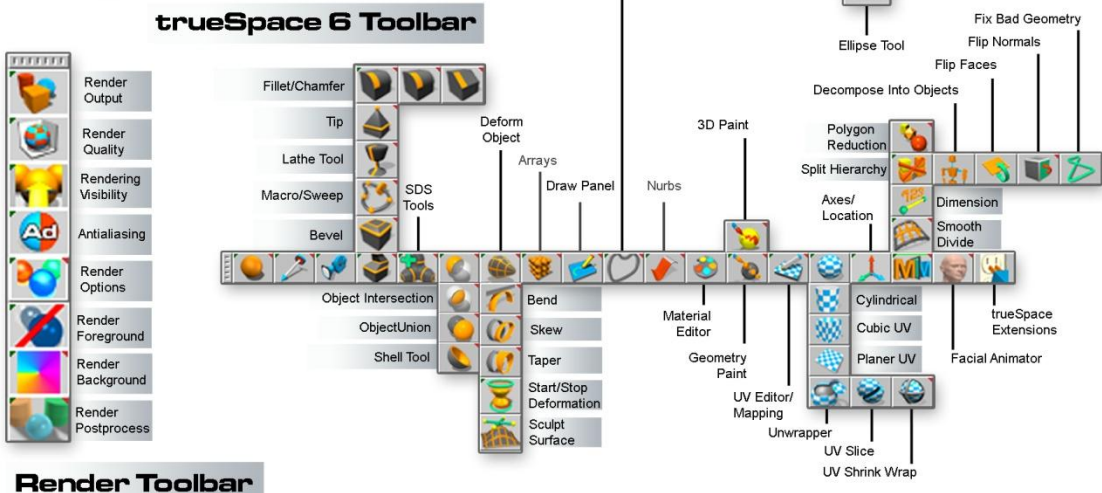 trueSpace 6 Toolbar
Ellipse Tool
Fix Bad Geometry
Flip Normals
Flip Faces
Decompose Into Objects
Render
Output
Render
Quality
Rendering
Visibility
Ad
Antialiasing
Render
Options
Render
Foreground
Render
Background
Render
Postprocess
Render Toolbar
Fillet/Chamfer
Tip
Lathe Tool
Macro/Sweep
Bevel
SDS
Tools
Deform
Object
Arrays
Draw Panel
Nurbs
3D Paint
Axes/
Location
Polygon
Reduction
Split Hierarchy
Dimension
Smooth
Divide
Object Intersection
ObjectUnion
Shell Tool
Bend
Skew
Taper
Start/Stop
Deformation
Sculpt
Surface
Material
Editor
Geometry
Paint
UV Editor/
Mapping
Cylindrical
Cubic UV
Planer UV
Unwrapper
UV Slice
UV Shrink Wrap
Facial Animator
trueSpace
Extensions